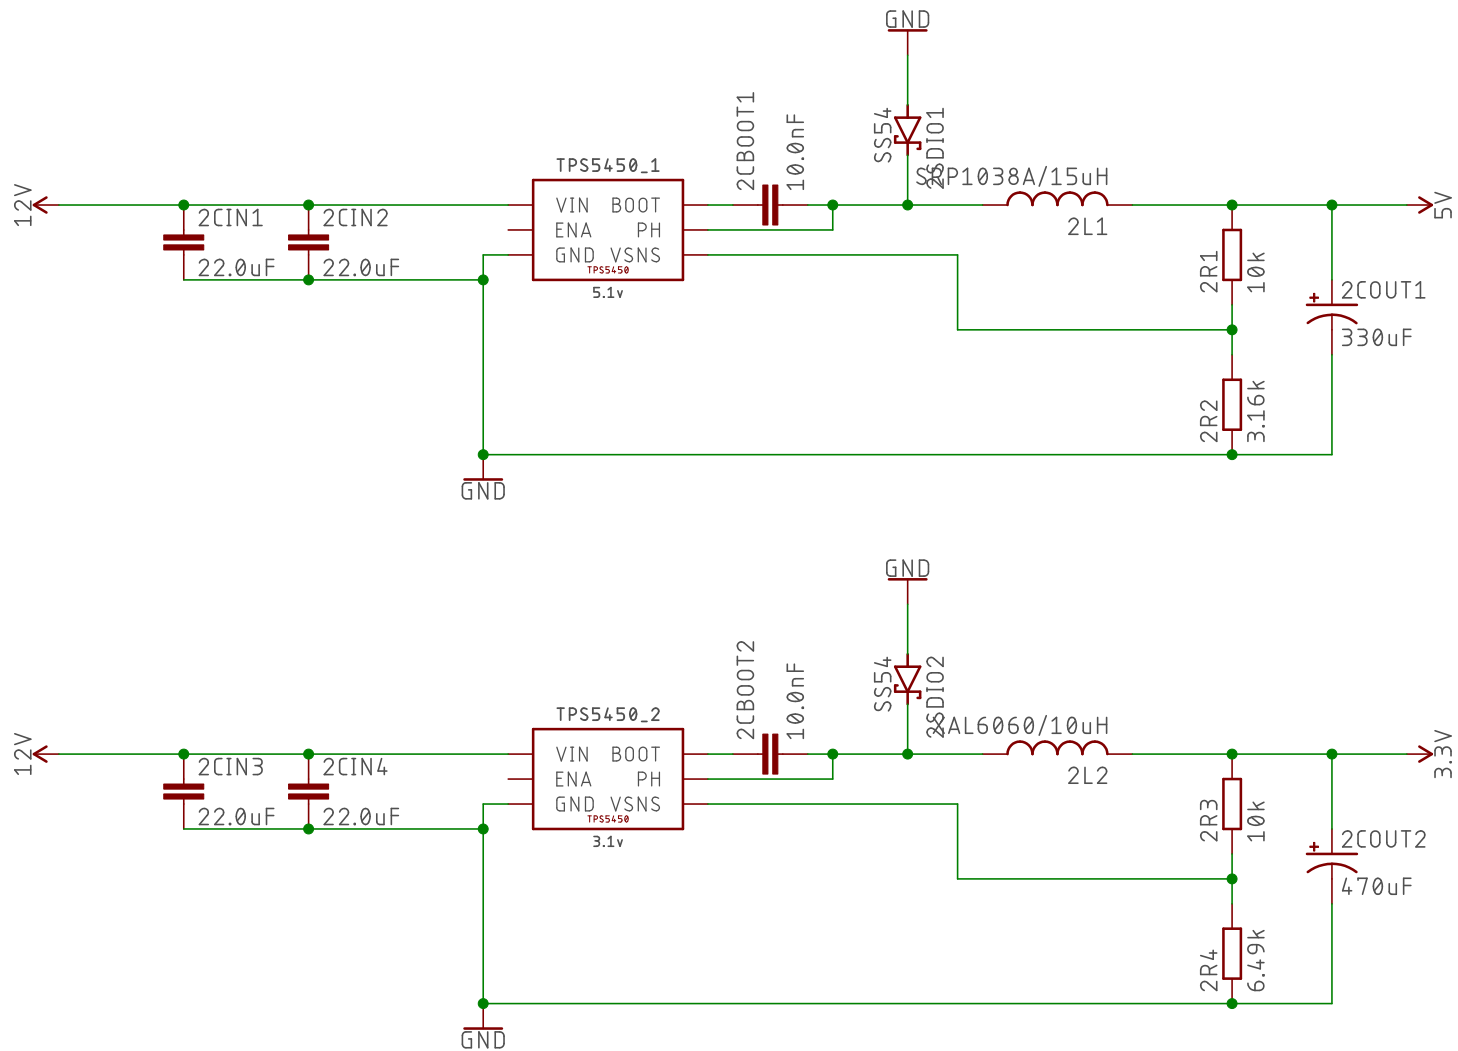 GND
2CBOOT1
10.0nF
SS54
2SDIO1
TPS5450_1
SRP1038A/15uH
12V
2CIN1
2CIN2
VIN BOOT
5V
2L1
ENA PH
GND VSNS
22.0uF
22.0uF
TPS5450
5.1v
2R1
10k
2COUT1
330uF
2R2
3.16k
GND
GND
2CBOOT2
10.0nF
SS54
2SDIO2
TPS5450_2
XAL6060/10uH
12V
2CIN3
2CIN4
VIN BOOT
3.3V
2L2
ENA PH
GND VSNS
22.0uF
22.0uF
TPS5450
3.1v
2R3
10k
2COUT2
470uF
2R4
6.49k
GND